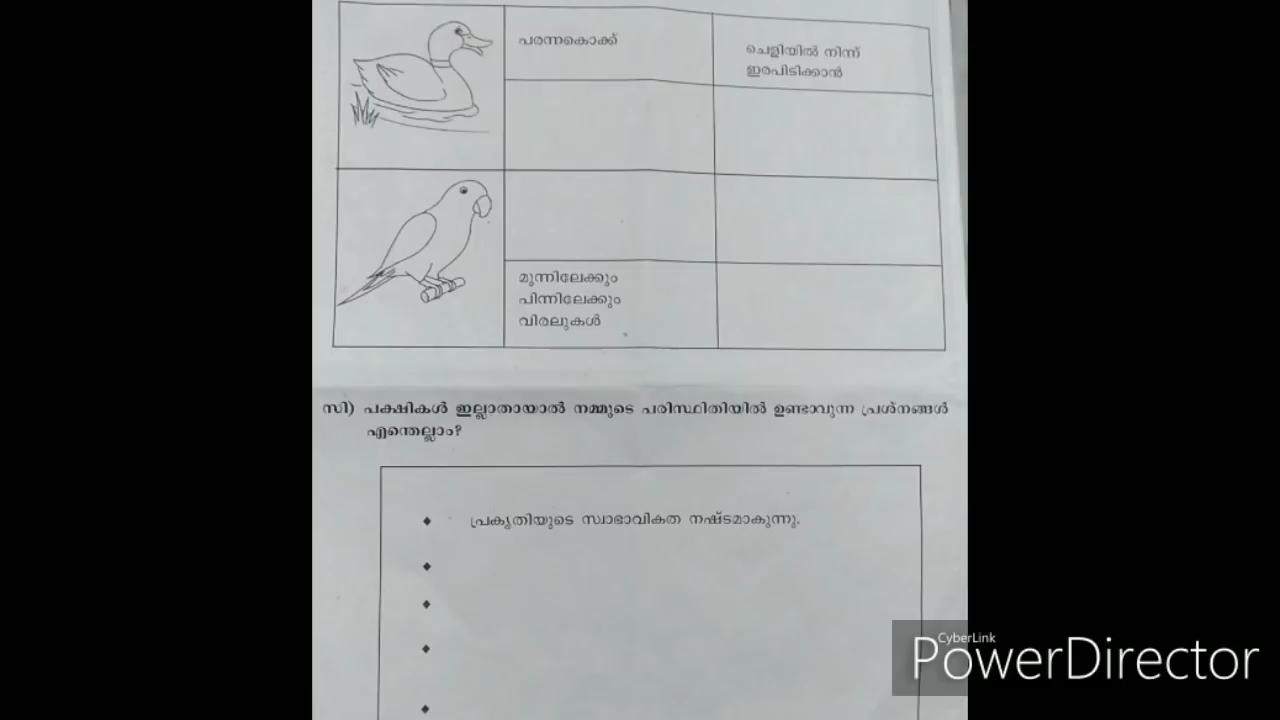 പരന്നകൊക്ക്
ചെളിയിൽ നിന്ന്
ഇരപിടിക്കാൻ
മുന്നിലേക്കും
പിന്നിലേക്കും
വിരലുകൾ
സി) പക്ഷികൾ ഇല്ലാതായാൽ നമ്മുടെ പരിസ്ഥിതിയിൽ ഉണ്ടാവുന്ന പ്രശ്നങ്ങൾ
എന്തെല്ലാം?
പ്രകൃതിയുടെ സ്വാഭാവികത നഷ്ടമാകുന്നു.
CyberLink
PowerDirector